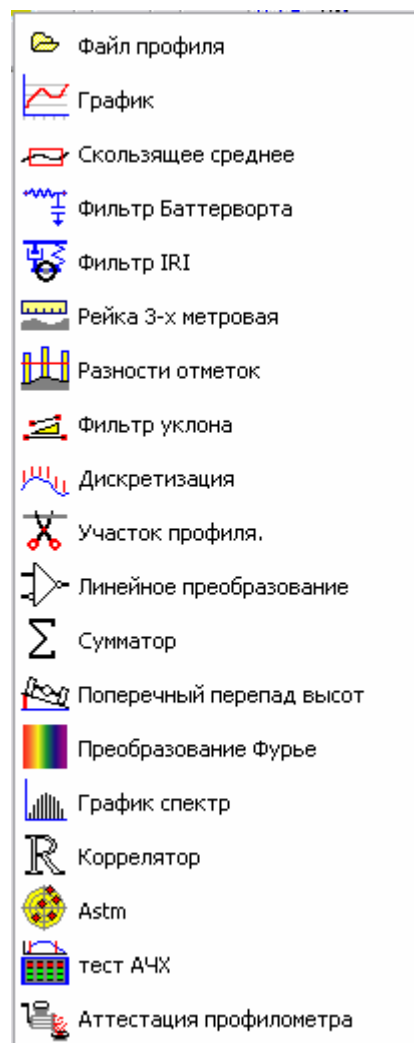 Файл профиля
График
Скользящее среднее
Фильтр Баттерворта
Фильтр IRI
Рейка 3-х метровая
Разности отметок
Фильтр уклона
Дискретизация
Участок профиля.
Линейное преобразование
Сумматор
Поперечный перепад высот
Преобразование Фурье
График спектр
Коррелятор
Astm
тест АЧХ
Аттестация профилометра